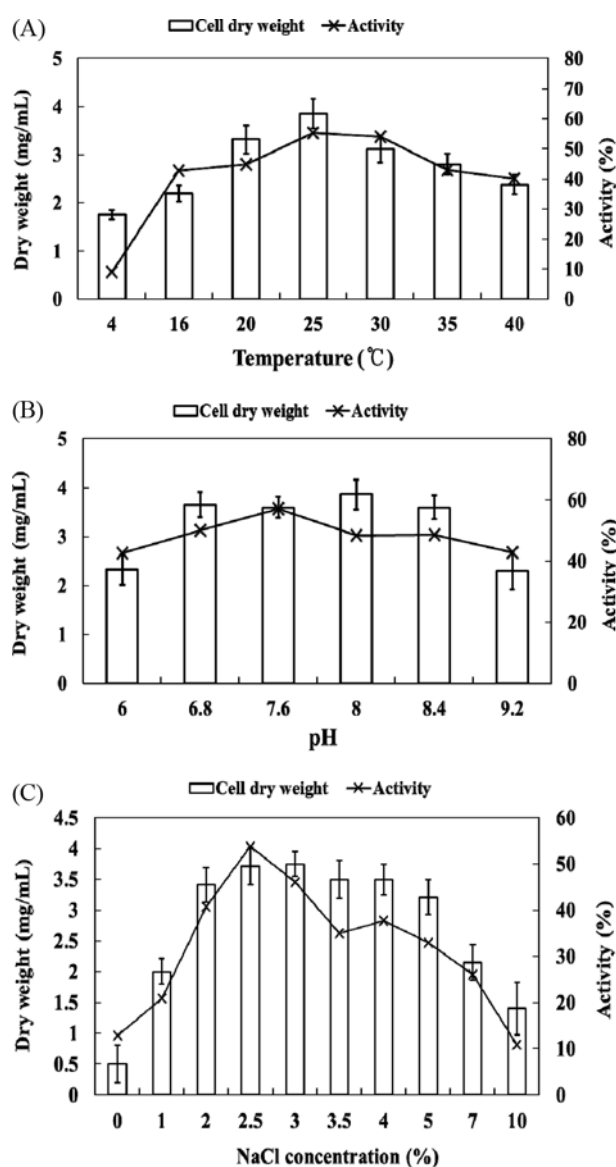 (A)
Cell dry weight Activity
Dry weight (mg/mL)
5
4
3
2
1
0
80
70
60
50
40
30
20
10
0
Activity (%)
4 16 20 25 30 35 40
Temperature (℃)
(B)
Cell dry weight Activity
Dry weight (mg/mL)
5
4
3
2
1
0
80
60
40
20
0
Activity (%)
6 6.8 7.6 8 8.4 9.2
pH
(C)
Cell dry weight Activity
Dry weight (mg/mL)
4.5
4
3.5
3
2.5
2
1.5
1
0.5
0
60
50
40
30
20
10
0
Activity (%)
0 1 2 2.5 3 3.5 4 5 7 10
NaCl concentration (%)